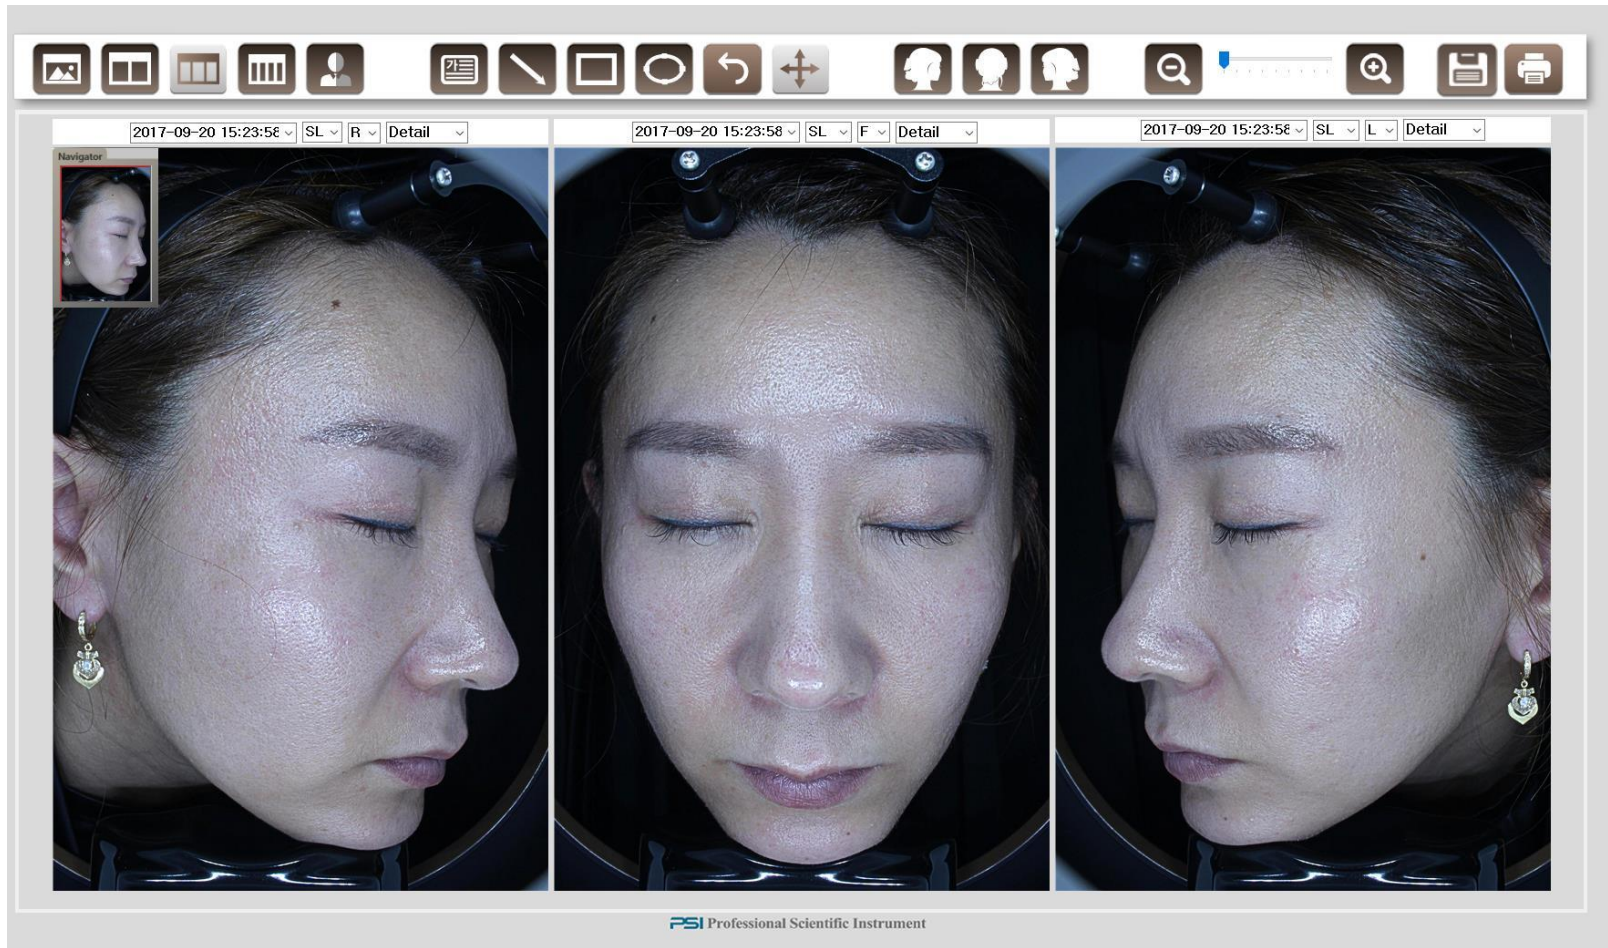 가
2017-09-20 15:23:58 SL R Detail
2017-09-20 15:23:58 SL F Detail
2017-09-20 15:23:58 SL L Detail
Navigator
PSI Professional Scientific Instrument